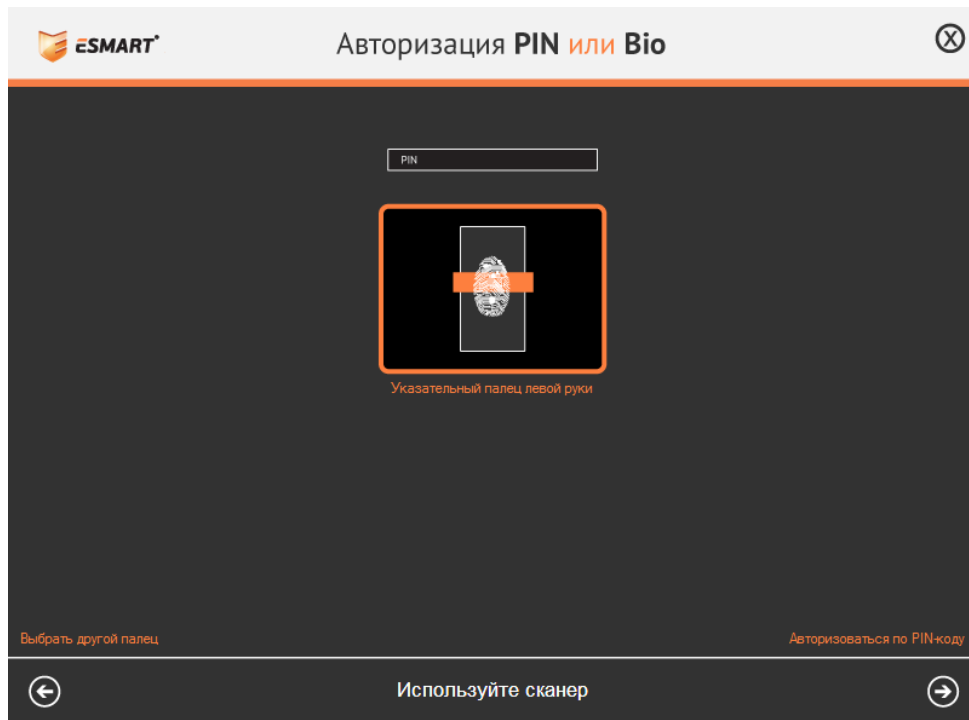 ESMART
Авторизация PIN или Bio
X
PIN
Указательный палец левой руки
Выбрать другой палец
Авторизоваться по PIN-коду
Используйте сканер